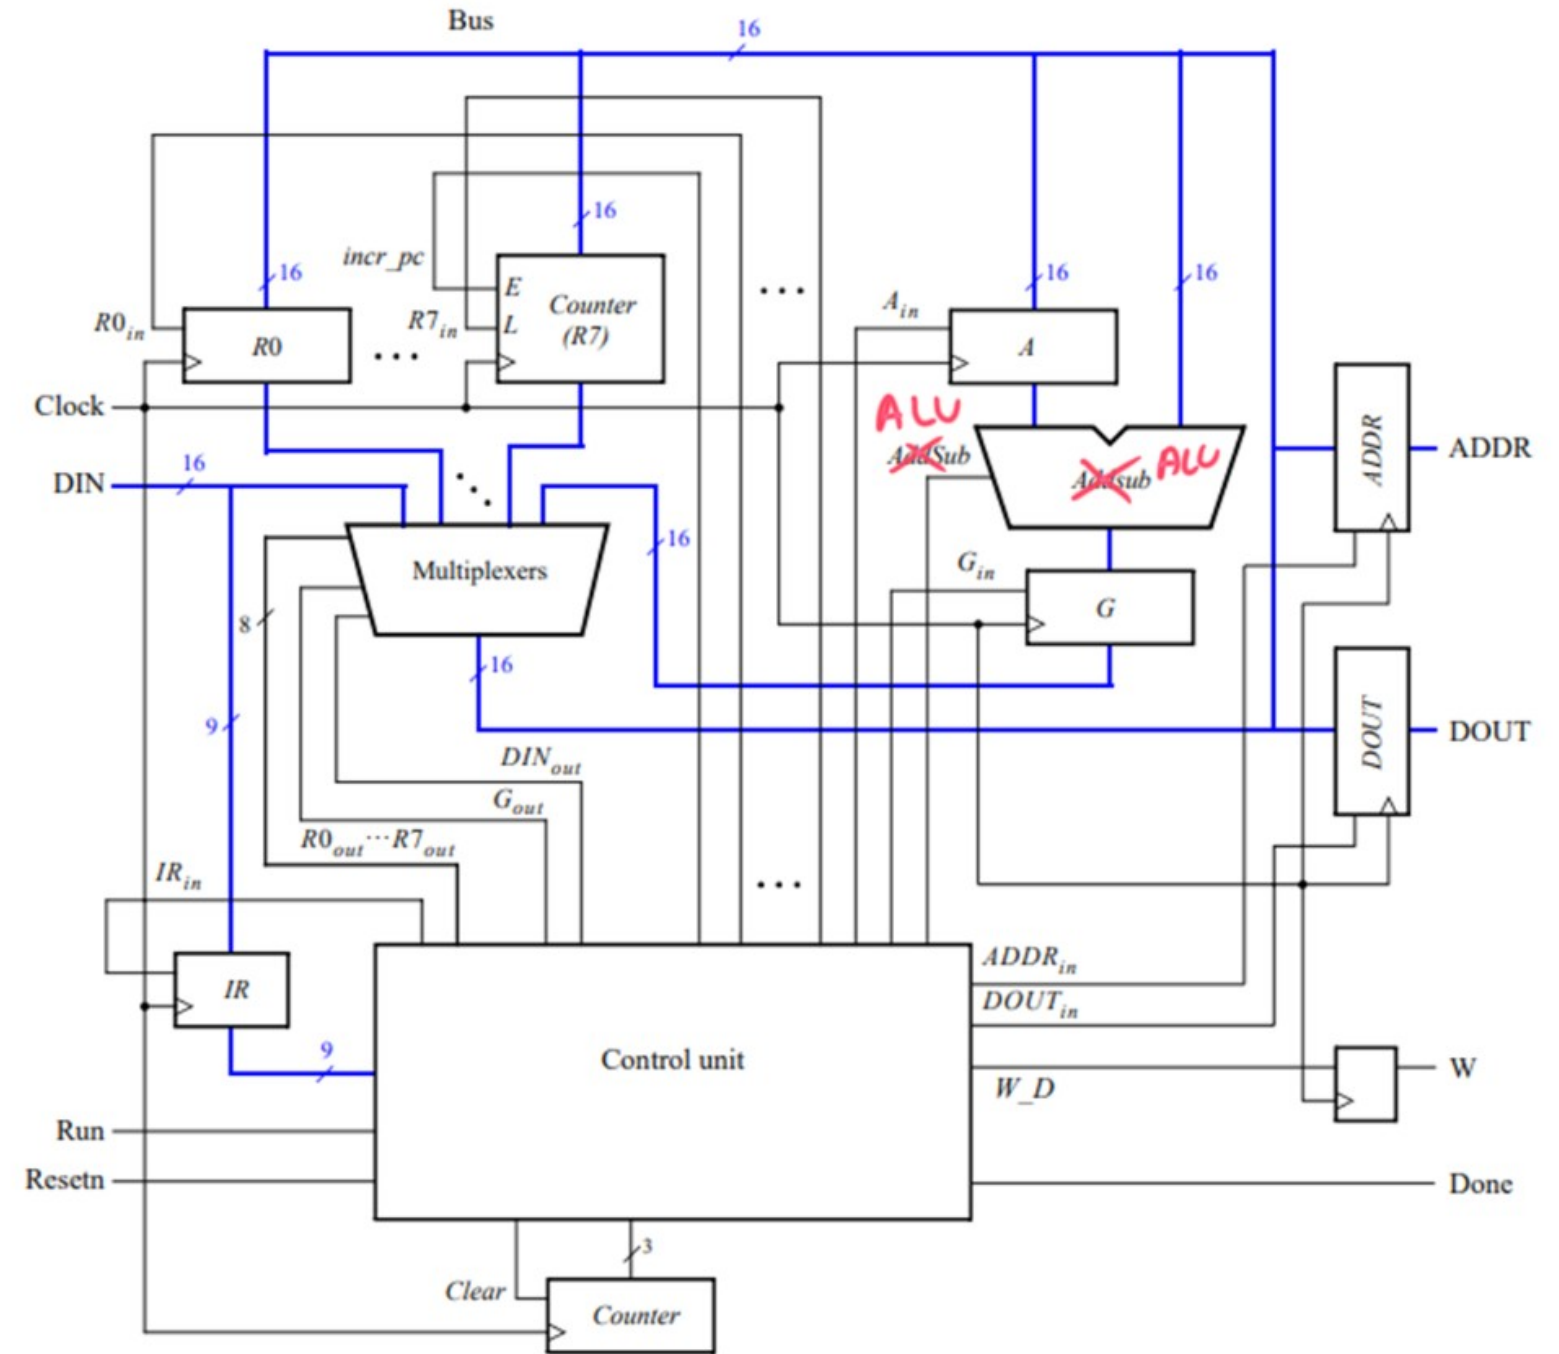 Bus
16
16
incr_pc
16
E
Counter
(R7)
16
16
R0in
R7in
L
Ain
R0
• • •
• • •
A
Clock
ALU
AddSub
ADDR
ADDR
DIN
16
Addsub
ALU
Multiplexers
16
Gin
8
G
16
9
DOUT
DOUT
DINout
Gout
R0out···R7out
IRin
• • •
ADDRin
IR
DOUTin
9
Control unit
W_D
W
Run
Resetn
Done
3
Clear
Counter